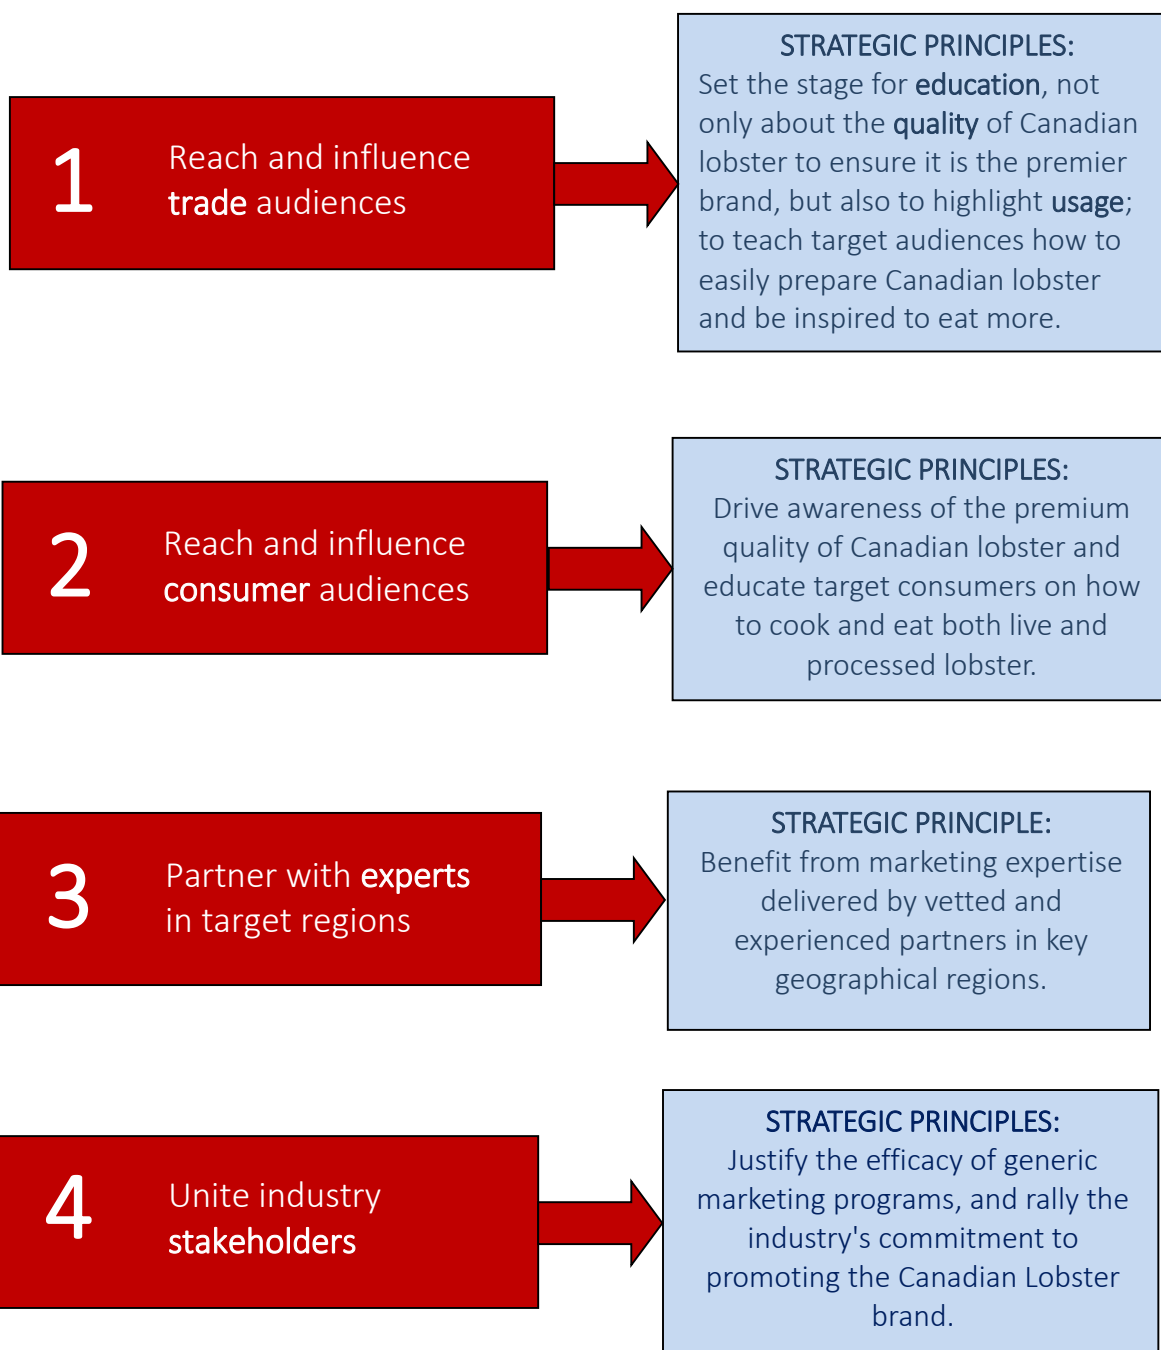 1
Reach and influence
trade audiences
STRATEGIC PRINCIPLES:
Set the stage for education, not
only about the quality of Canadian
lobster to ensure it is the premier
brand, but also to highlight usage;
to teach target audiences how to
easily prepare Canadian lobster
and be inspired to eat more.
2
Reach and influence
consumer audiences
STRATEGIC PRINCIPLES:
Drive awareness of the premium
quality of Canadian lobster and
educate target consumers on how
to cook and eat both live and
processed lobster.
3
Partner with experts
in target regions
STRATEGIC PRINCIPLE:
Benefit from marketing expertise
delivered by vetted and
experienced partners in key
geographical regions.
4
Unite industry
stakeholders
STRATEGIC PRINCIPLES:
Justify the efficacy of generic
marketing programs, and rally the
industry's commitment to
promoting the Canadian Lobster
brand.